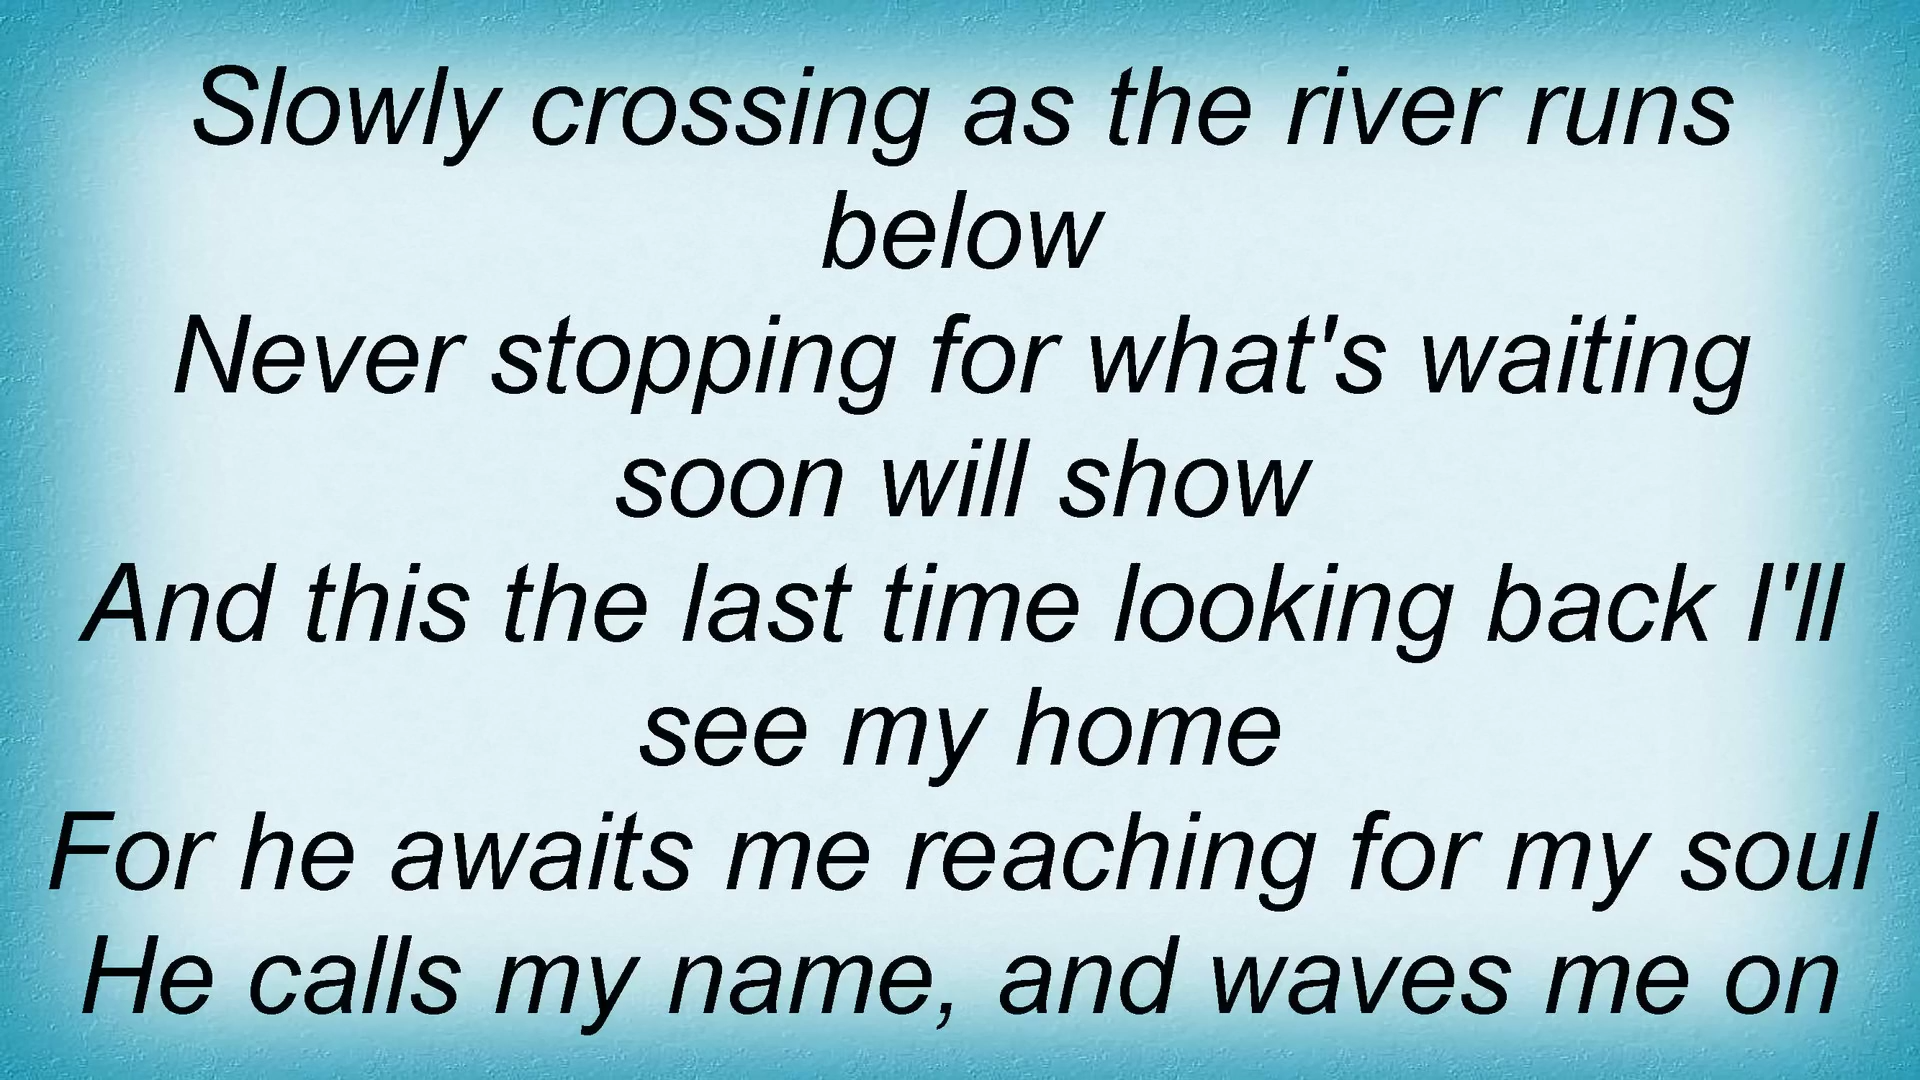 Slowly crossing as the river runs
below
Never stopping for what's waiting
soon will show
And this the last time looking back I'll
see my home
For he awaits me reaching for my soul
He calls my name, and waves me on